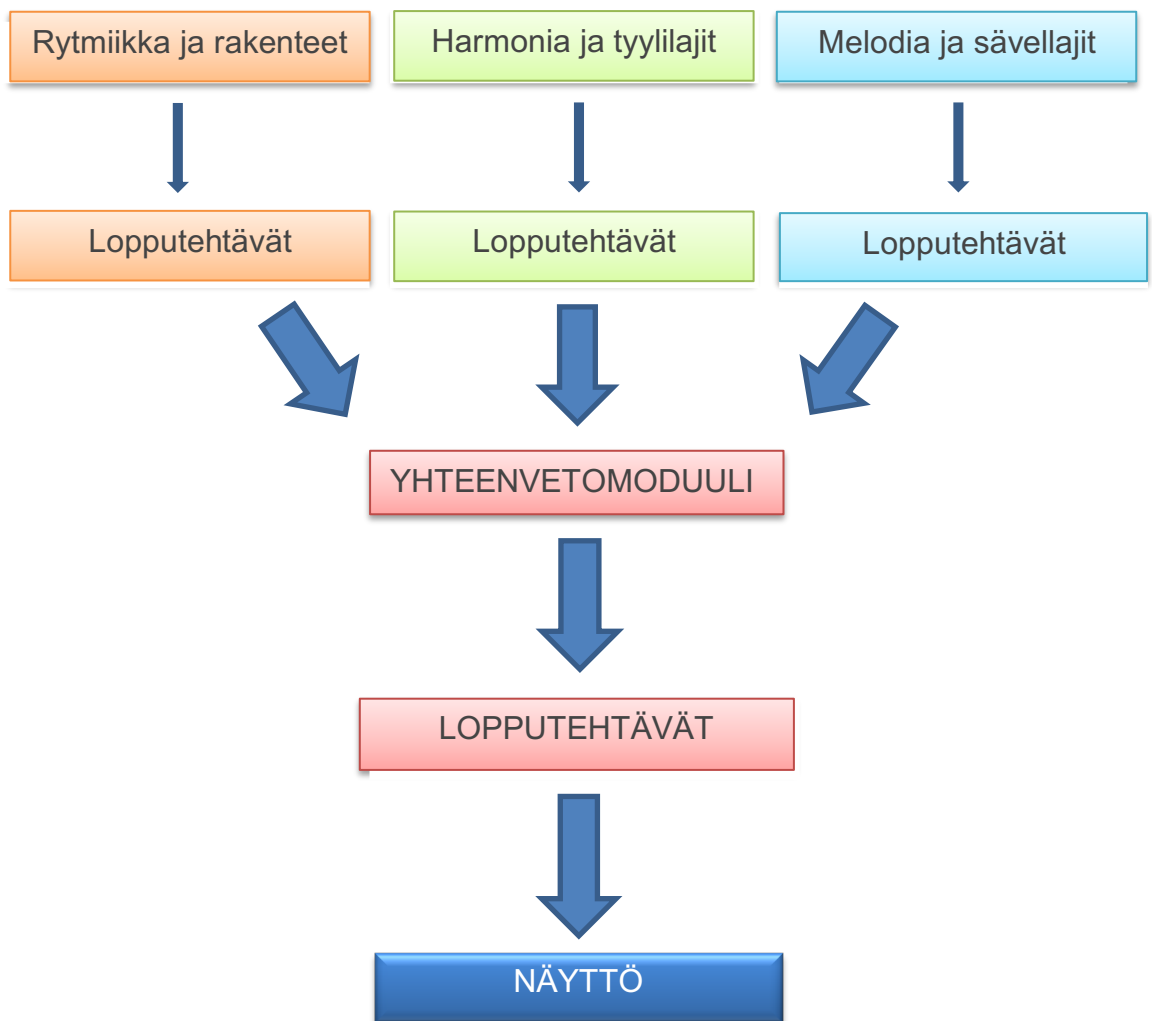 Rytmiikka ja rakenteet
Harmonia ja tyylilajit
Melodia ja sävellajit
Lopputehtävät
Lopputehtävät
Lopputehtävät
YHTEENVETOMODUULI
LOPPUTEHTÄVÄT
NÄYTTÖ